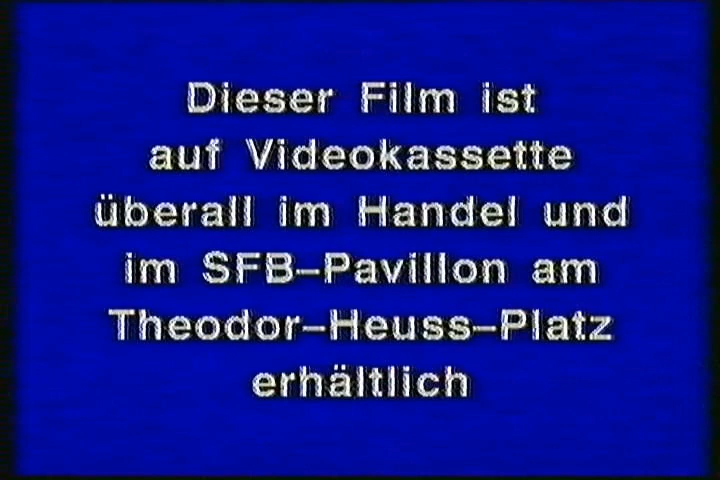 Dieser Film ist
auf Videokassette
überall im Handel und
im SFB–Pavillon am
Theodor–Heuss–Platz
erhältlich